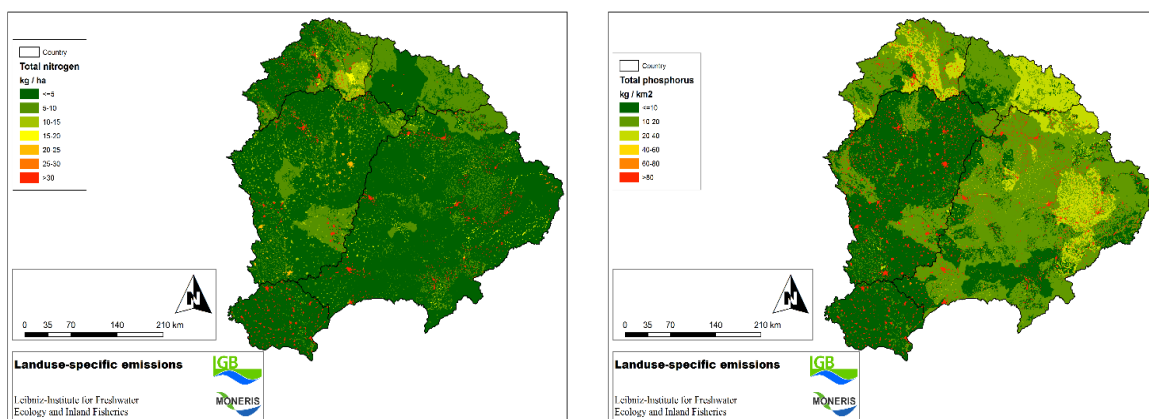 Country
Total nitrogen
kg / ha
<=5
5-10
10-15
15-20
20-25
25-30
>30
N
0 35 70 140 210 km
Landuse-specific emissions
IGB
Leibniz-Institute for Freshwater
Ecology and Inland Fisheries
MONERIS
Country
Total phosphorus
kg / km2
<=10
10-20
20-40
40-60
60-80
>80
N
0 35 70 140 210 km
Landuse-specific emissions
IGB
Leibniz-Institute for Freshwater
Ecology and Inland Fisheries
MONERIS